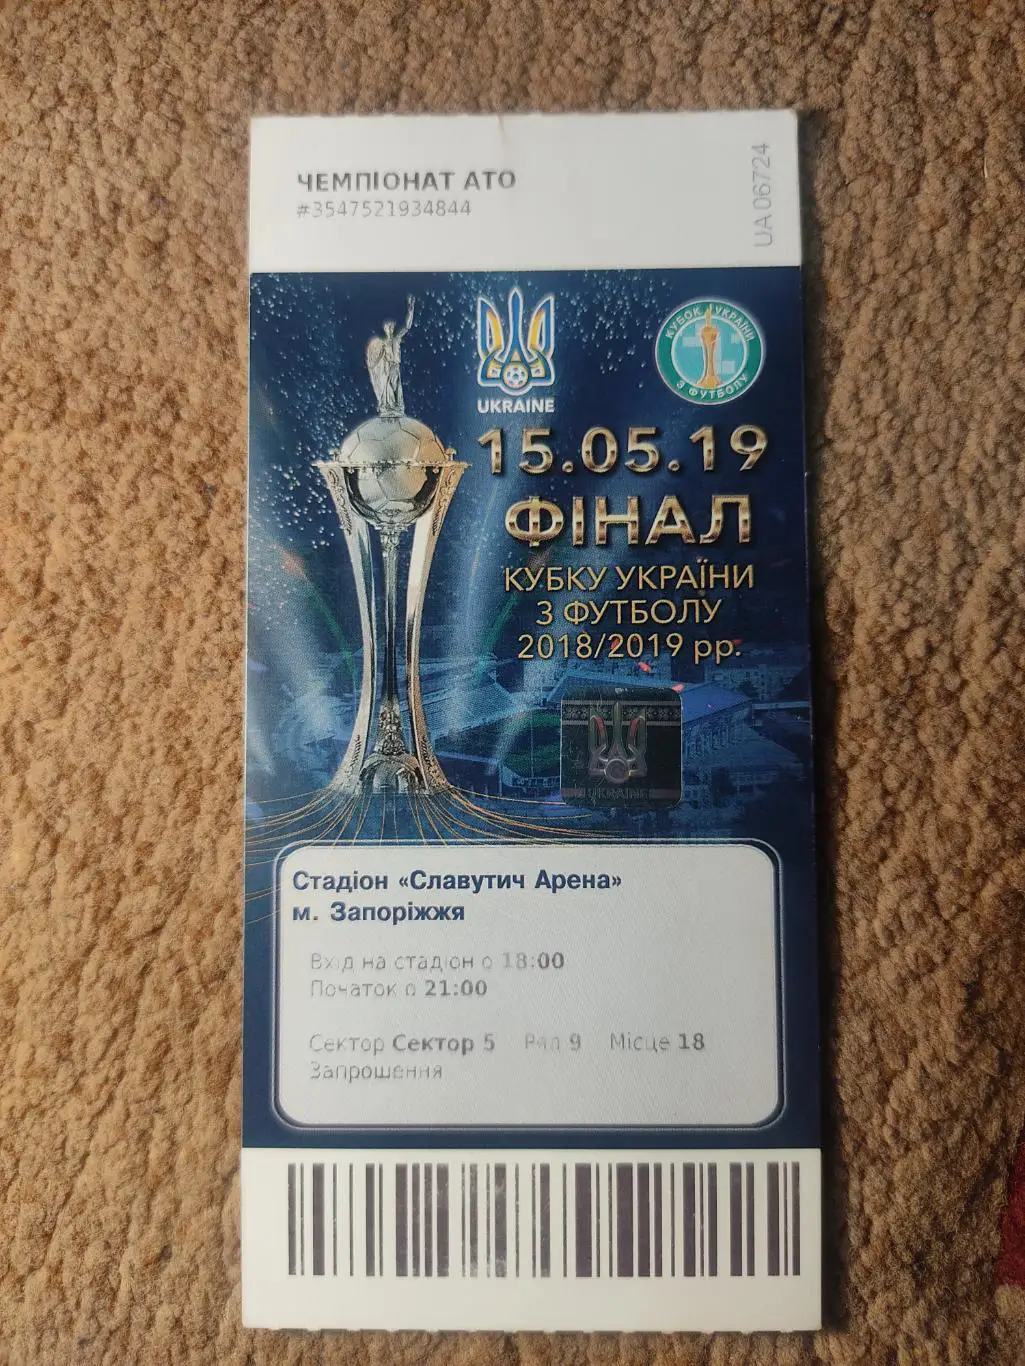 ЧЕМПІОНАТ АТО
#3547521934844
UA 06724
UKRAINE
КУБОК УКРАЇНИ
З ФУТБОЛУ
15.05.19
ФІНАЛ
КУБКУ УКРАЇНИ
З ФУТБОЛУ
2018/2019 рр.
UKRAINE
Стадіон «Славутич Арена»
м. Запоріжжя
Вхід на стадіон о 18:00
Початок о 21:00
Сектор Сектор 5 Ряд 9 Місце 18
Запрошення